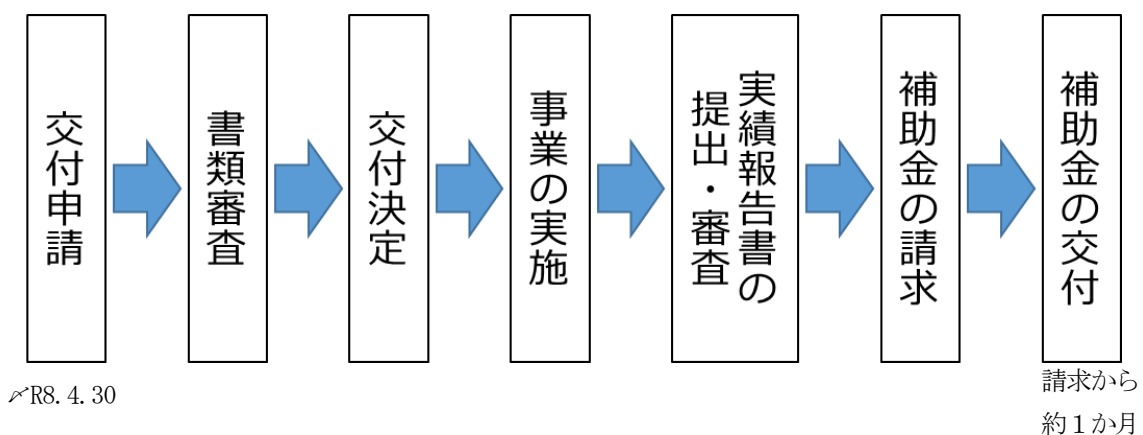 交付申請
書類審査
交付決定
事業の実施
実績報告書の
提出・審査
補助金の請求
補助金の交付
〆R8.4.30
請求から
約１か月